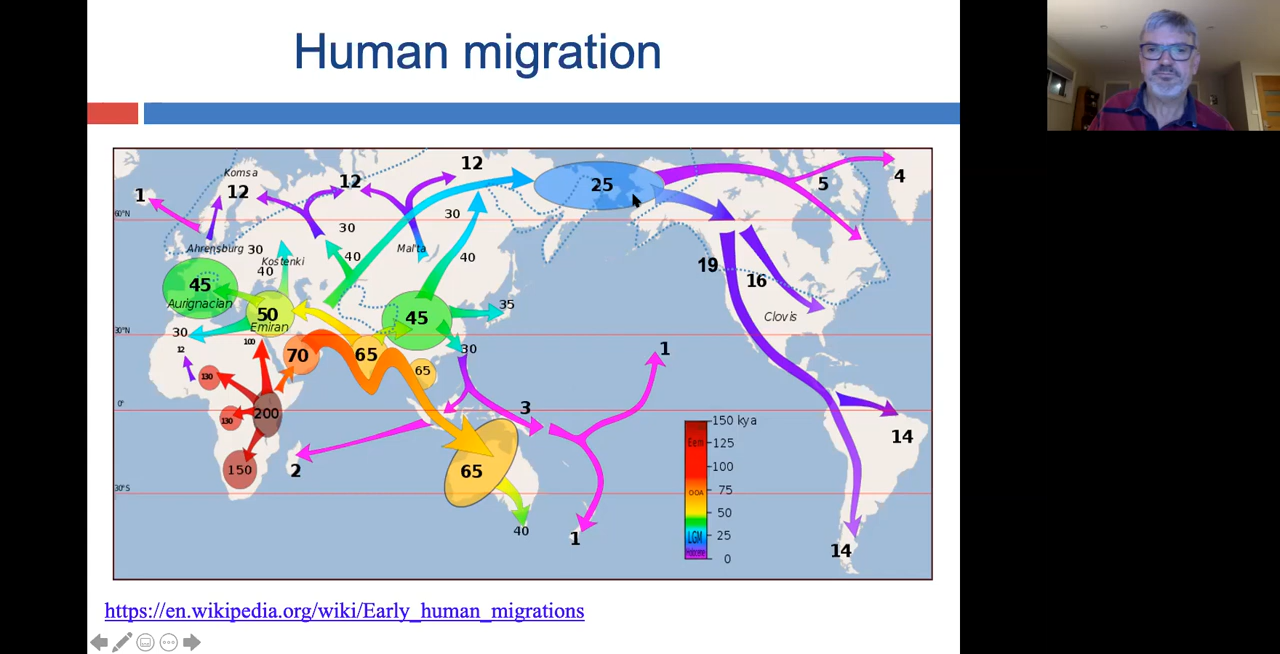 Human migration
4
12
5
Komsa
12
12
25
1
60°N
30
30
Ahrensburg
30
Mal'ta
40
40
Kostenki
40
19
16
45
Aurignacian
35
50
45
Clovis
Emiran
30
30°N
100
30
1
12
70
65
65
130
3
0°
200
130
150 kya
14
Eem
125
150
2
65
100
30°S
OOA
75
50
40
1
LGM
25
14
Holocene
0
https://en.wikipedia.org/wiki/Early_human_migrations